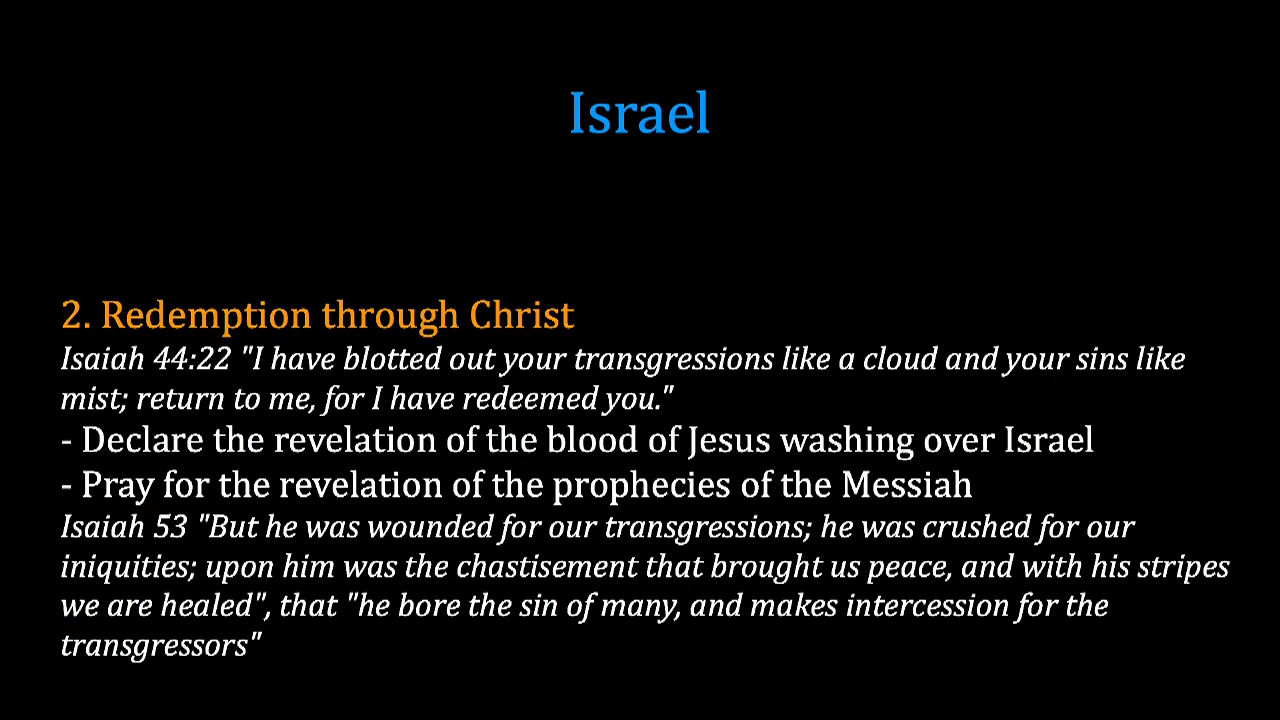 Israel
2. Redemption through Christ
Isaiah 44:22 "I have blotted out your transgressions like a cloud and your sins like
mist; return to me, for I have redeemed you."
- Declare the revelation of the blood of Jesus washing over Israel
- Pray for the revelation of the prophecies of the Messiah
Isaiah 53 "But he was wounded for our transgressions; he was crushed for our
iniquities; upon him was the chastisement that brought us peace, and with his stripes
we are healed", that "he bore the sin of many, and makes intercession for the
transgressors"